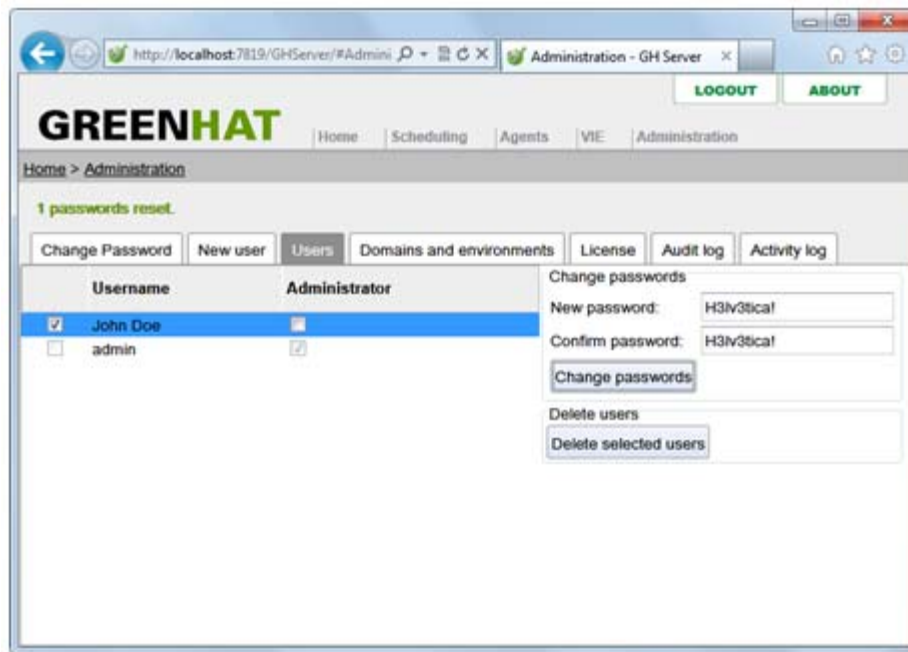 http://localhost:7819/GHServer/#Admini
Administration - GH Server
LOGOUT
ABOUT
GREENHAT
Home
Scheduling
Agents
VIE
Administration
Home > Administration
1 passwords reset.
Change Password
New user
Users
Domains and environments
License
Audit log
Activity log
Username
Administrator
John Doe
admin
Change passwords
New password:
H3lv3tica!
Confirm password:
H3lv3tica!
Change passwords
Delete users
Delete selected users